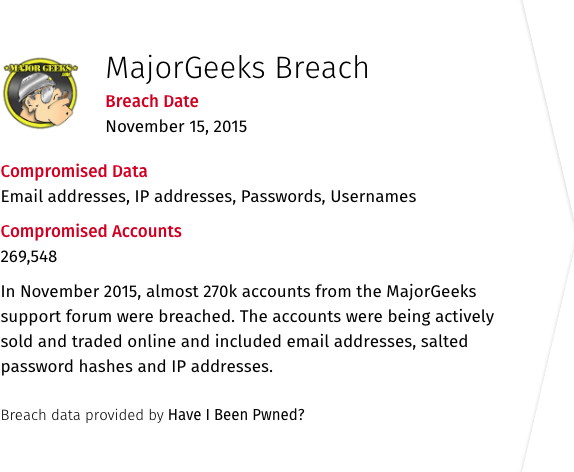 MAJOR GEEKS
.COM
MajorGeeks Breach
Breach Date
November 15, 2015
Compromised Data
Email addresses, IP addresses, Passwords, Usernames
Compromised Accounts
269,548
In November 2015, almost 270k accounts from the MajorGeeks
support forum were breached. The accounts were being actively
sold and traded online and included email addresses, salted
password hashes and IP addresses.
Breach data provided by Have I Been Pwned?